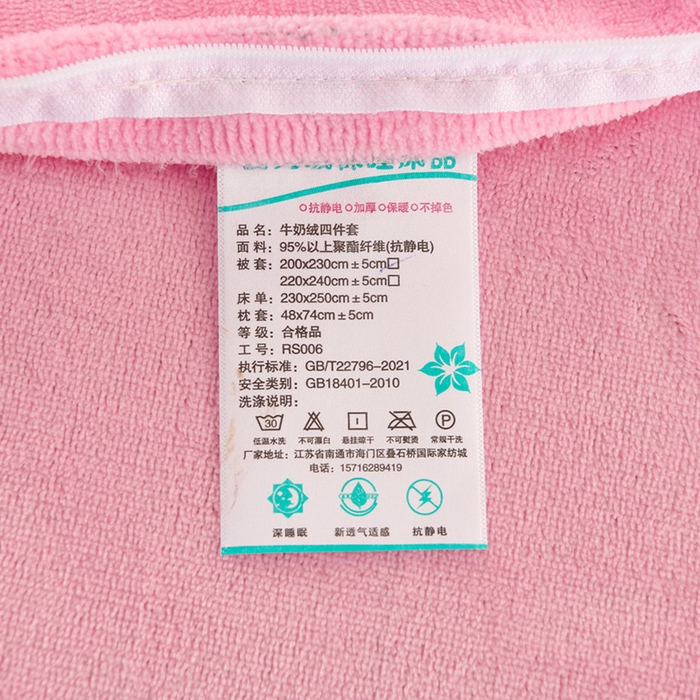 ○抗静电○加厚○保暖○不掉色
品名：牛奶绒四件套
面料：95%以上聚酯纤维(抗静电)
被套：200x230cm±5cm□
220x240cm±5cm□
床单：230x250cm±5cm
枕套：48x74cm±5cm
等级：合格品
工号：RS006
执行标准：GB/T22796-2021
安全类别：GB18401-2010
洗涤说明：
30 P
低温水洗 不可漂白 悬挂晾干 不可熨烫 常规干洗
厂家地址：江苏省南通市海门区叠石桥国际家纺城
电话：15716289419
深睡眠 新透气适感 抗静电